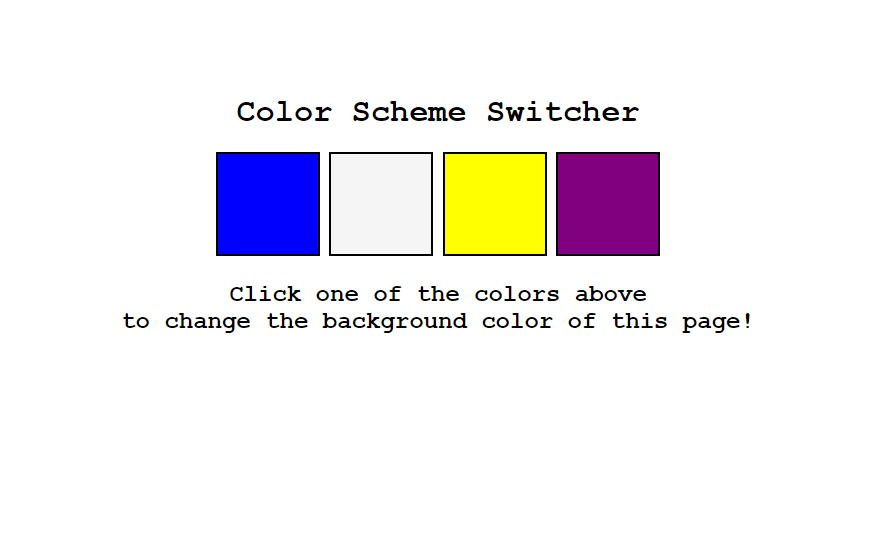 Color Scheme Switcher
Click one of the colors above
to change the background color of this page!